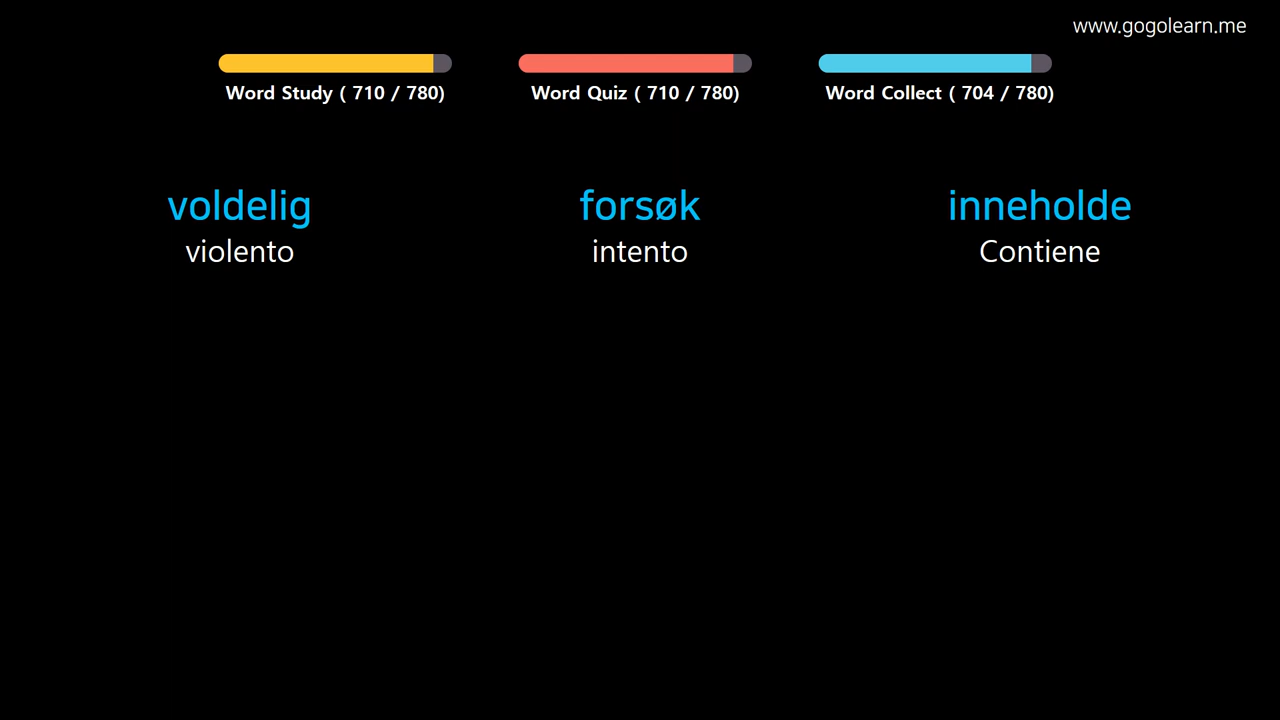 www.gogolearn.me
Word Study ( 710 / 780)
Word Quiz ( 710 / 780)
Word Collect ( 704 / 780)
voldelig
violento
forsøk
intento
inneholde
Contiene